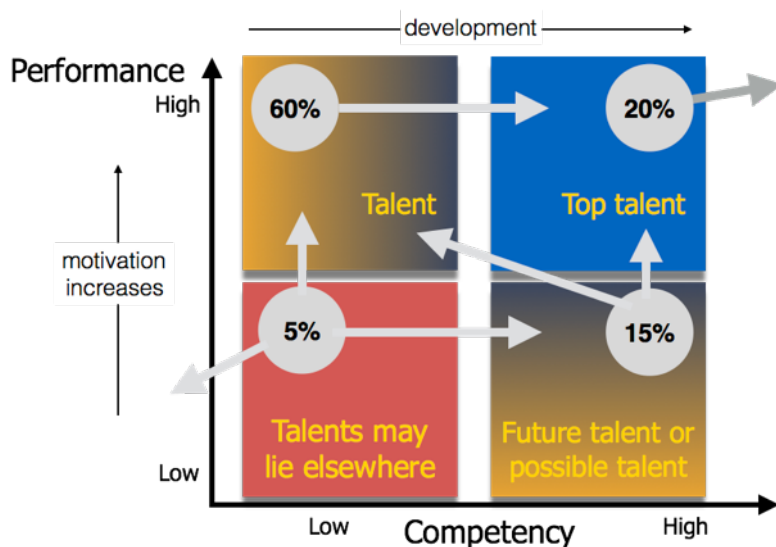 development
Performance
High
60%
20%
Talent
Top talent
motivation
increases
5%
15%
Talents may
lie elsewhere
Future talent or
possible talent
Low
Low
Competency
High